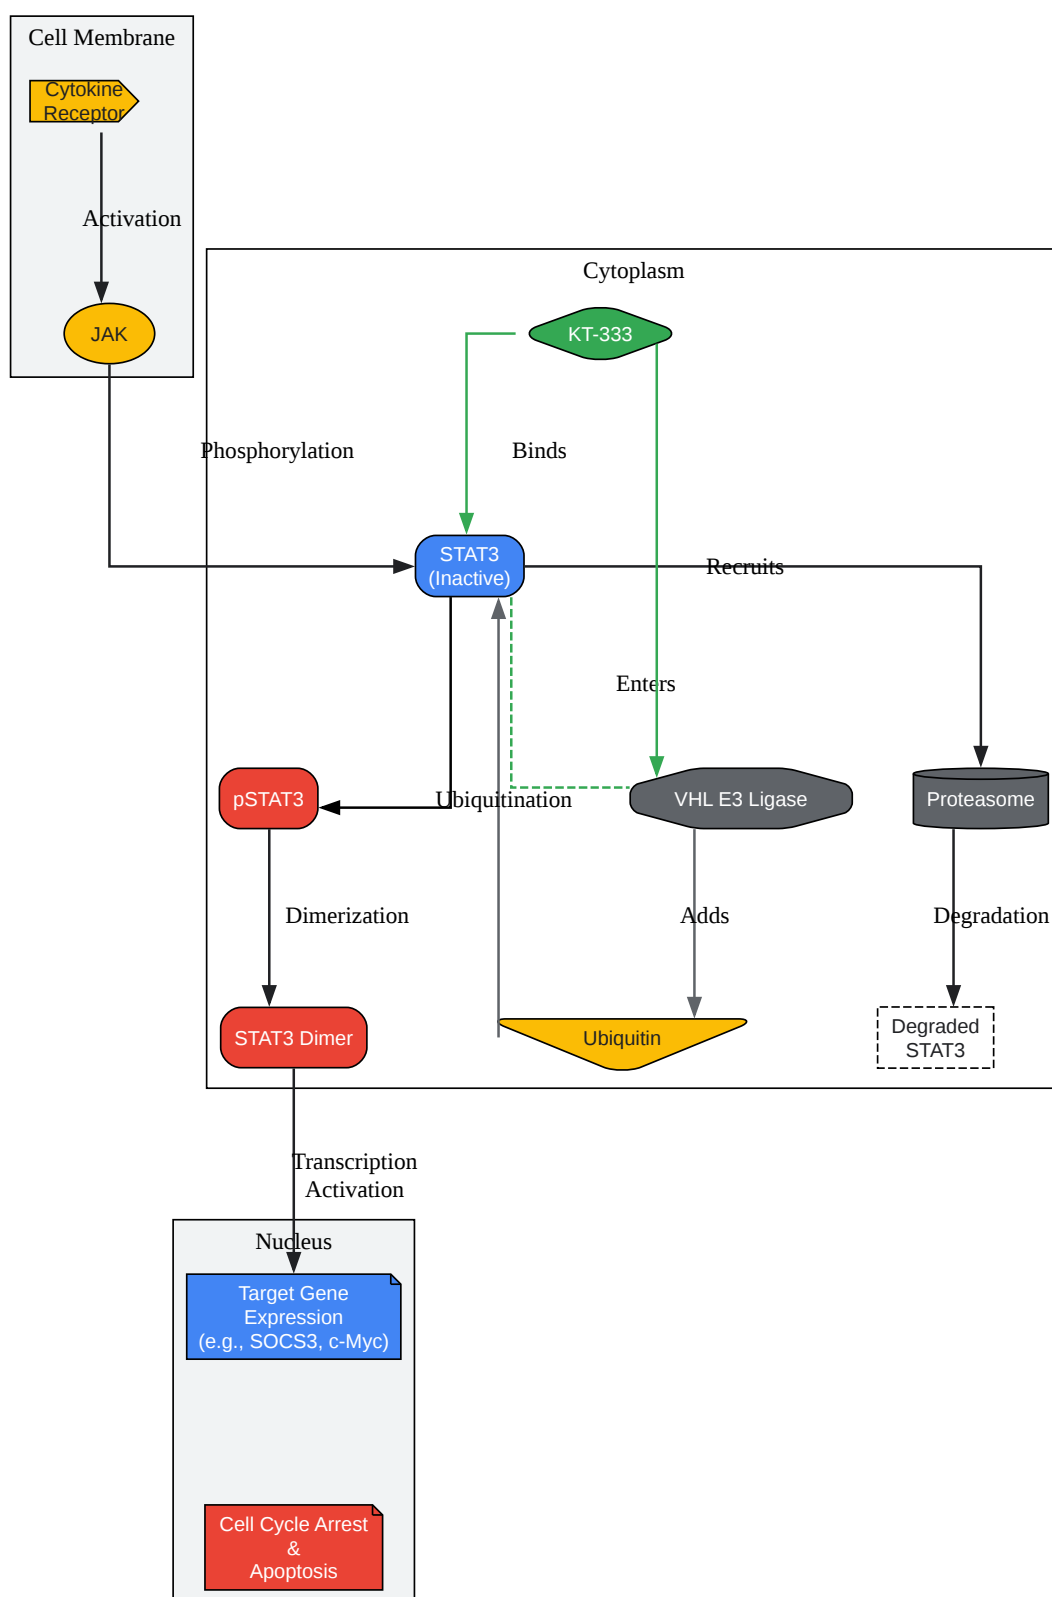 Cell Membrane
Cytokine
Receptor
Activation
JAK
Cytoplasm
KT-333
Phosphorylation
Binds
STAT3
(Inactive)
Recruits
Enters
pSTAT3
Ubiquitination
VHL E3 Ligase
Proteasome
Dimerization
Adds
Degradation
STAT3 Dimer
Ubiquitin
Degraded
STAT3
Transcription
Activation
Nucleus
Target Gene
Expression
(e.g., SOCS3, c-Myc)
Cell Cycle Arrest
&
Apoptosis